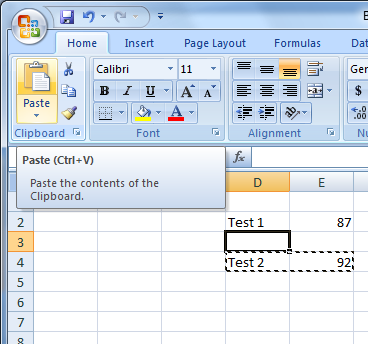 B
Home Insert Page Layout Formulas
Paste
Calibri 11
Ger
B I U A A
A $
Clipboard Font Alignment
fx
Paste (Ctrl+V)
Paste the contents of the
Clipboard.
D E
2 Test 1 87
3
4 Test 2 92
5
6
7
8